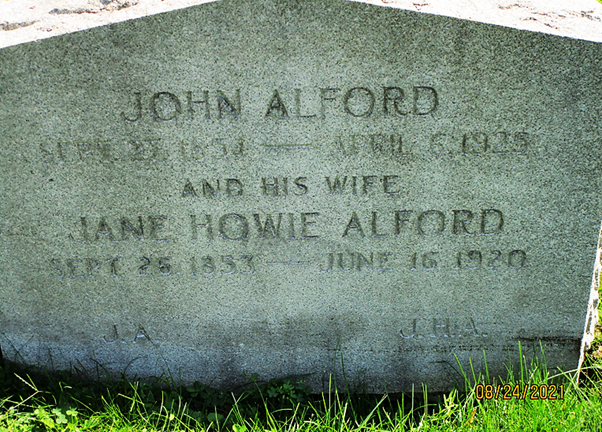 JOHN ALFORD
SEPT. 27, 1854 — APRIL 6, 1925
AND HIS WIFE
JANE HOWIE ALFORD
SEPT 26 1853 — JUNE 16, 1920
J.A. J.H.A.
08/24/2021